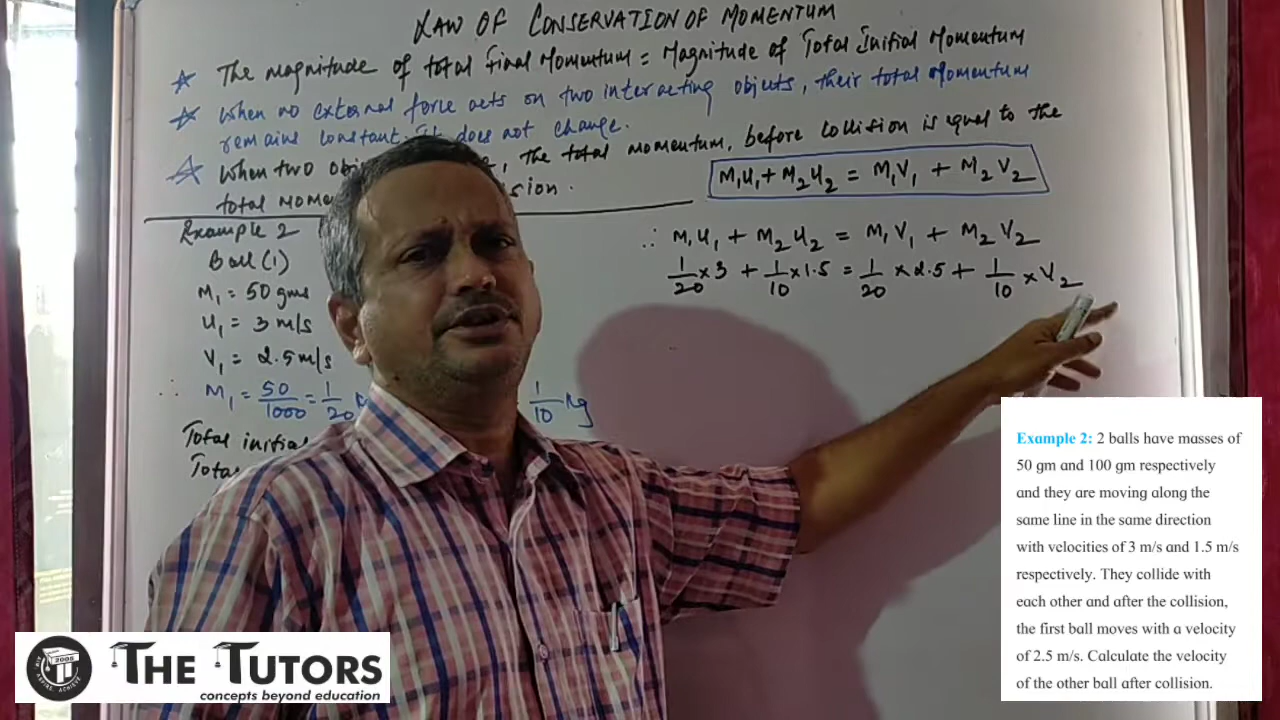 LAW OF CONSERVATION OF MOMENTUM
☆ The magnitude of total Final Momentum = Magnitude of Total Initial Momentum
☆ When no external force acts on two interacting objects, their total Momentum
remains constant. It does not change.
☆ When two the total momentum, before collision is equal to the
total
M₁U₁ + M₂U₂ = M₁V₁ + M₂V₂
Example 2
Ball (1)
M₁ = 50 gms
U₁ = 3 m/s
V₁ = 2.5 m/s
∴ M₁ = 50/1000 = 1/20
1/10 Kg
Total initial
Total
∴ M₁U₁ + M₂U₂ = M₁V₁ + M₂V₂
1/20 × 3 + 1/10 × 1.5 = 1/20 × 2.5 + 1/10 × V₂
Example 2: 2 balls have masses of
50 gm and 100 gm respectively
and they are moving along the
same line in the same direction
with velocities of 3 m/s and 1.5 m/s
respectively. They collide with
each other and after the collision,
the first ball moves with a velocity
of 2.5 m/s. Calculate the velocity
of the other ball after collision.
2005
THE TUTORS
concepts beyond education